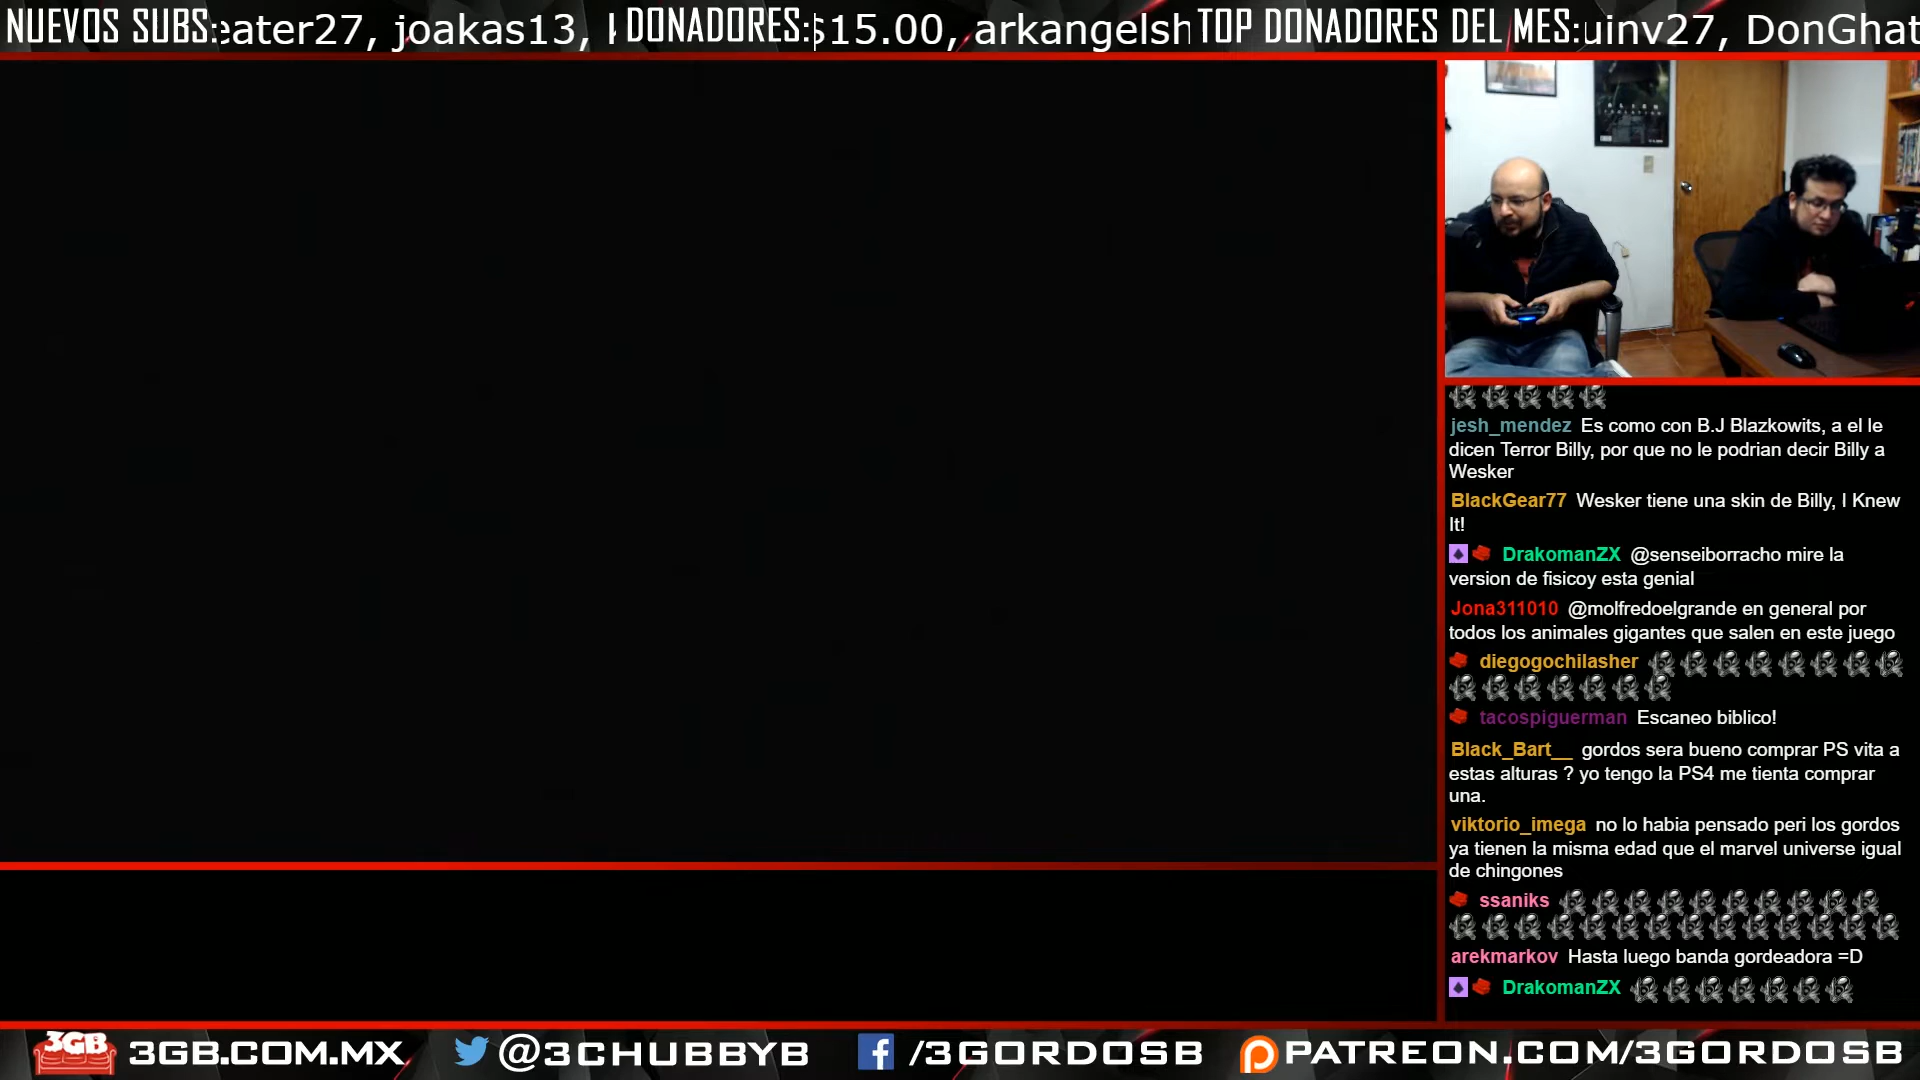 NUEVOS SUBS: eater27, joakas13, DONADORES: $15.00, arkangelsh TOP DONADORES DEL MES: uinv27, DonGhat
ALIEN
jesh_mendez Es como con B.J Blazkowits, a el le
dicen Terror Billy, por que no le podrian decir Billy a
Wesker
BlackGear77 Wesker tiene una skin de Billy, I Knew
It!
DrakomanZX @senseiborracho mire la
version de fisicoy esta genial
Jona311010 @molfredoelgrande en general por
todos los animales gigantes que salen en este juego
diegogochilasher
tacospiguerman Escaneo biblico!
Black_Bart__ gordos sera bueno comprar PS vita a
estas alturas ? yo tengo la PS4 me tienta comprar
una.
viktorio_imega no lo habia pensado peri los gordos
ya tienen la misma edad que el marvel universe igual
de chingones
ssaniks
arekmarkov Hasta luego banda gordeadora =D
DrakomanZX
3GB 3GB.COM.MX @3CHUBBYB /3GORDOSB PATREON.COM/3GORDOSB